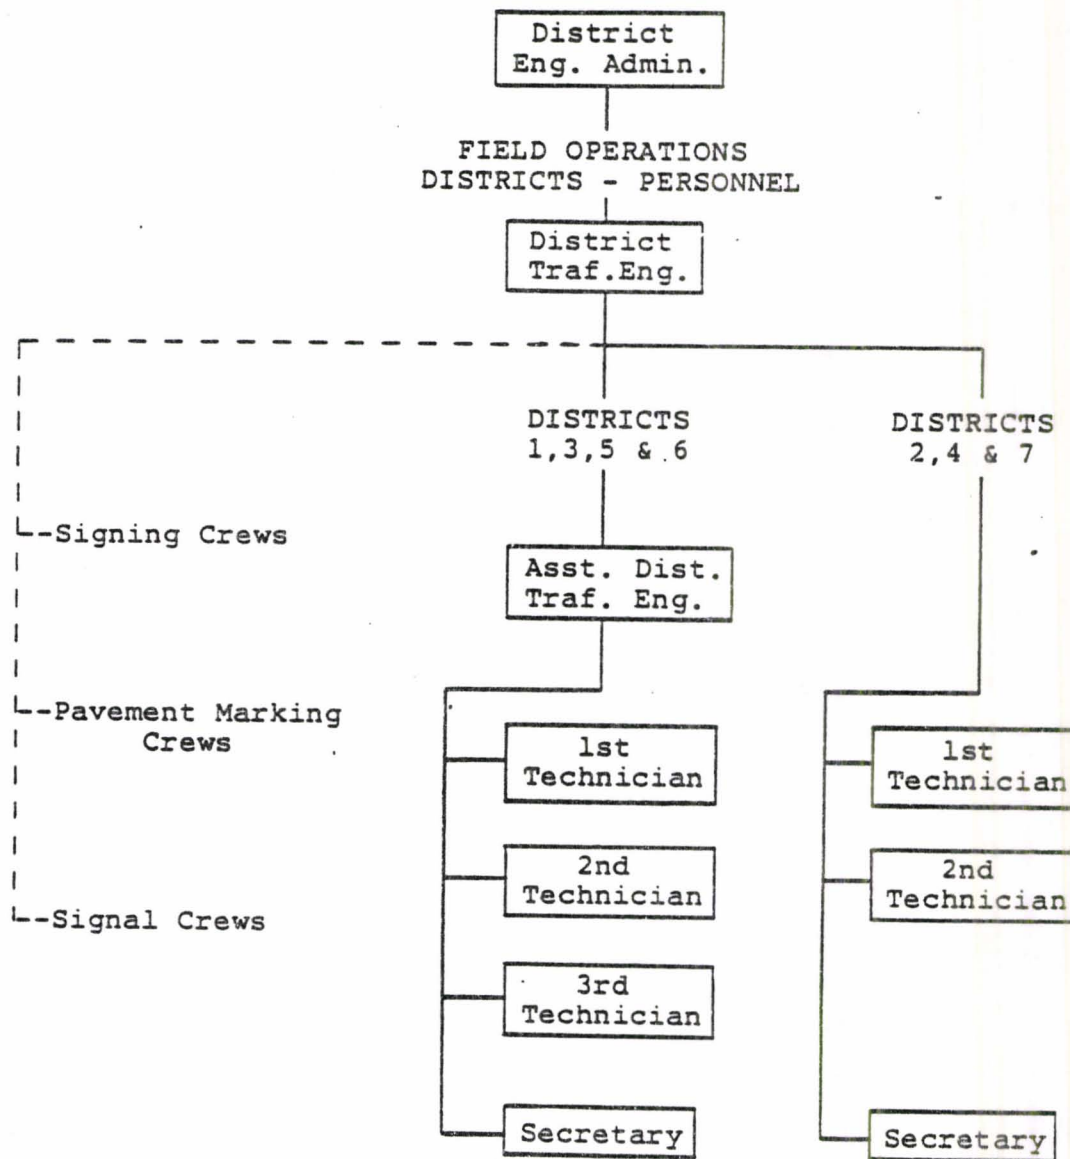 District
Eng. Admin.
FIELD OPERATIONS
DISTRICTS - PERSONNEL
District
Traf.Eng.
DISTRICTS
1,3,5 & 6
DISTRICTS
2,4 & 7
--Signing Crews
Asst. Dist.
Traf. Eng.
--Pavement Marking
Crews
1st
Technician
1st
Technician
2nd
Technician
2nd
Technician
--Signal Crews
3rd
Technician
Secretary
Secretary